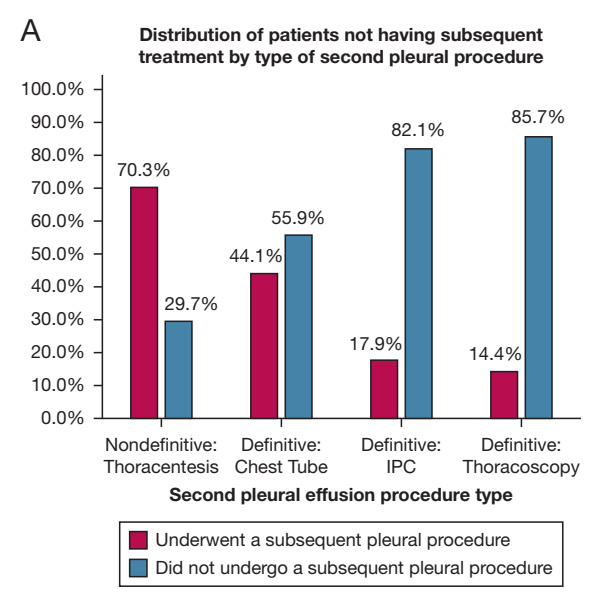 A
Distribution of patients not having subsequent
treatment by type of second pleural procedure
100.0%
90.0%
80.0%
70.0%
60.0%
50.0%
40.0%
30.0%
20.0%
10.0%
0.0%
70.3%
29.7%
44.1%
55.9%
17.9%
82.1%
14.4%
85.7%
Nondefinitive:
Thoracentesis
Definitive:
Chest Tube
Definitive:
IPC
Definitive:
Thoracoscopy
Second pleural effusion procedure type
Underwent a subsequent pleural procedure
Did not undergo a subsequent pleural procedure